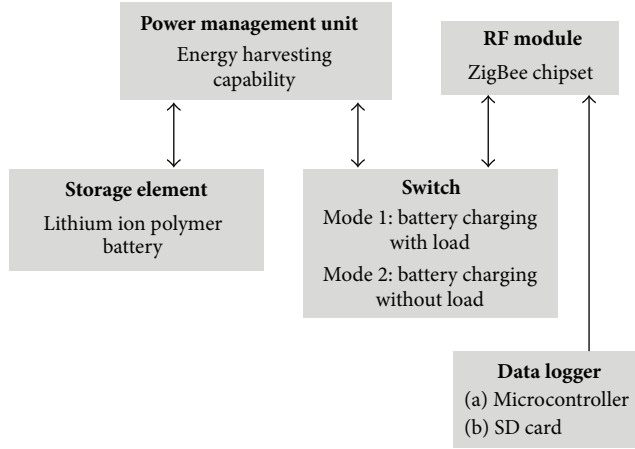 Power management unit
Energy harvesting
capability
RF module
ZigBee chipset
Storage element
Lithium ion polymer
battery
Switch
Mode 1: battery charging
with load
Mode 2: battery charging
without load
Data logger
(a) Microcontroller
(b) SD card